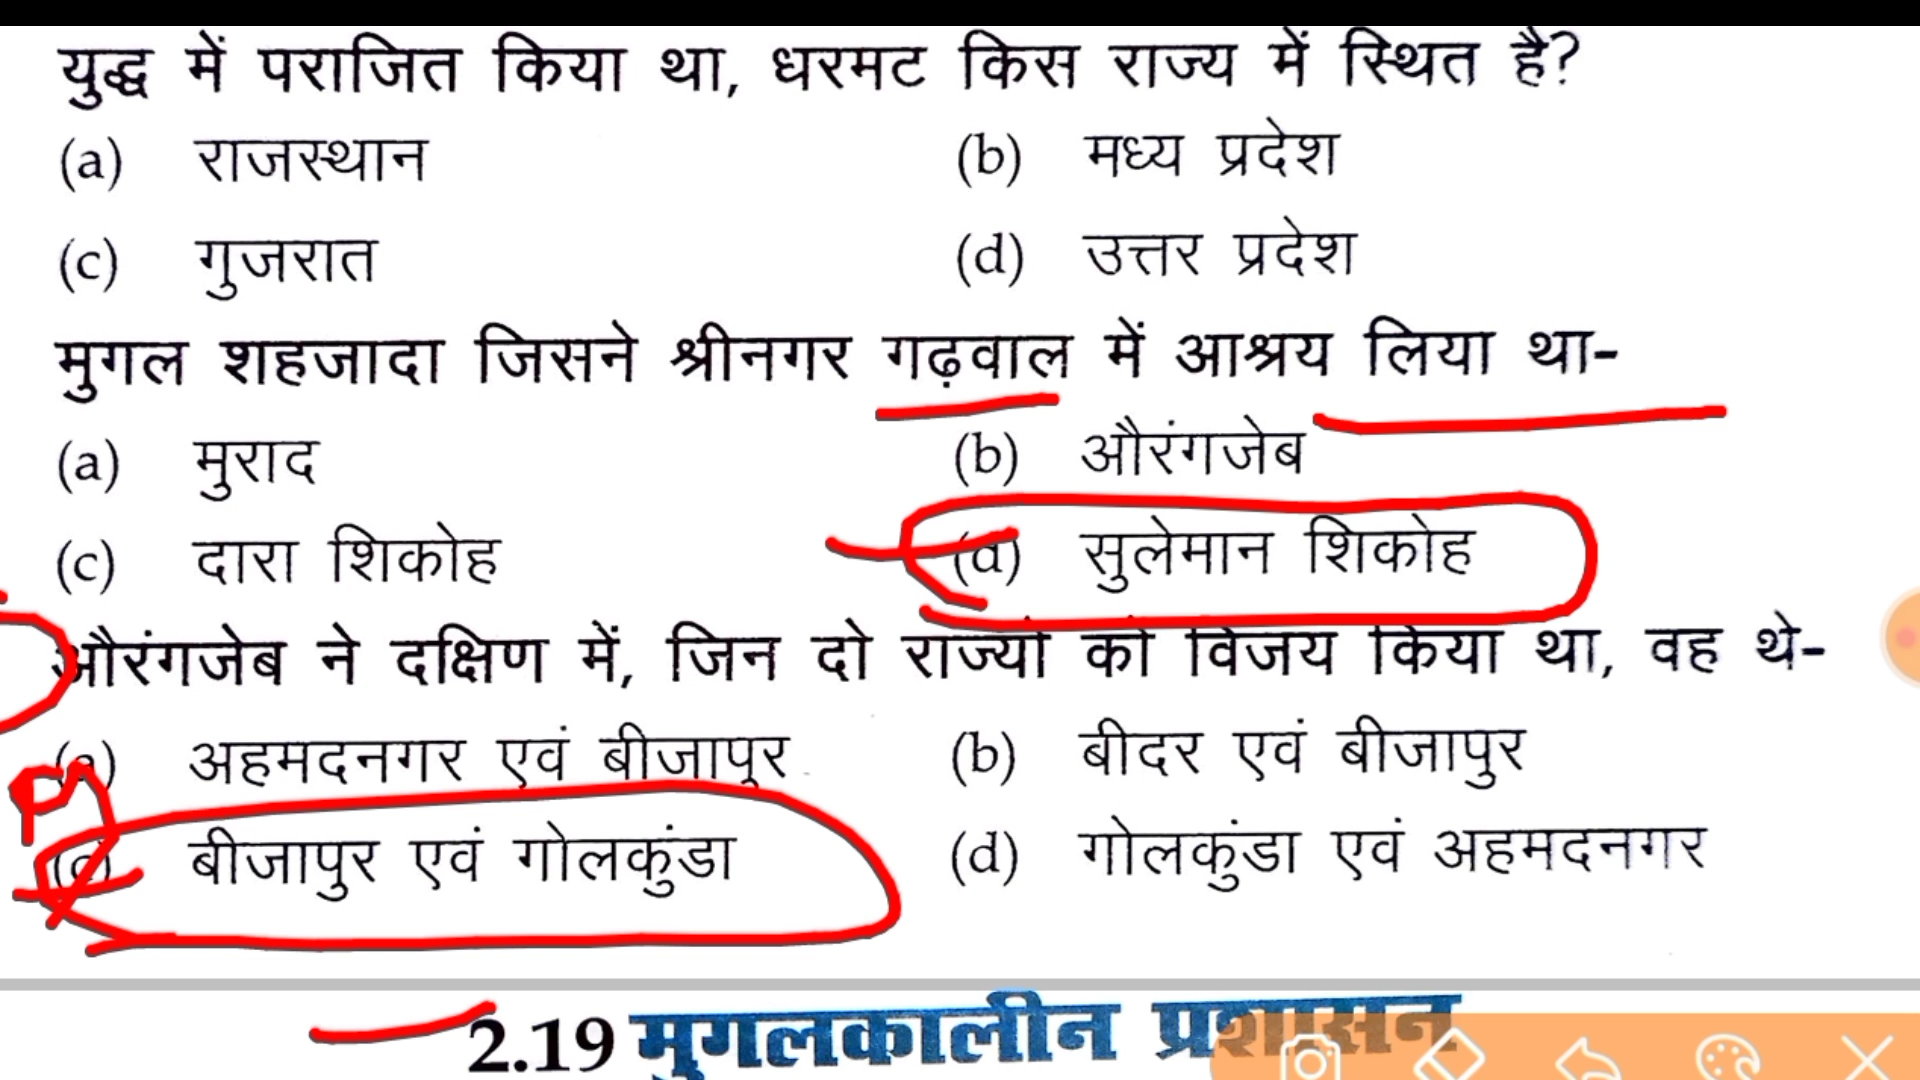 युद्ध में पराजित किया था, धरमट किस राज्य में स्थित है?
(a) राजस्थान (b) मध्य प्रदेश
(c) गुजरात (d) उत्तर प्रदेश
मुगल शहजादा जिसने श्रीनगर गढ़वाल में आश्रय लिया था-
(a) मुराद (b) औरंगजेब
(c) दारा शिकोह (d) सुलेमान शिकोह
औरंगजेब ने दक्षिण में, जिन दो राज्यों को विजय किया था, वह थे-
(a) अहमदनगर एवं बीजापुर (b) बीदर एवं बीजापुर
(c) बीजापुर एवं गोलकुंडा (d) गोलकुंडा एवं अहमदनगर
2.19 मुगलकालीन प्रशासन